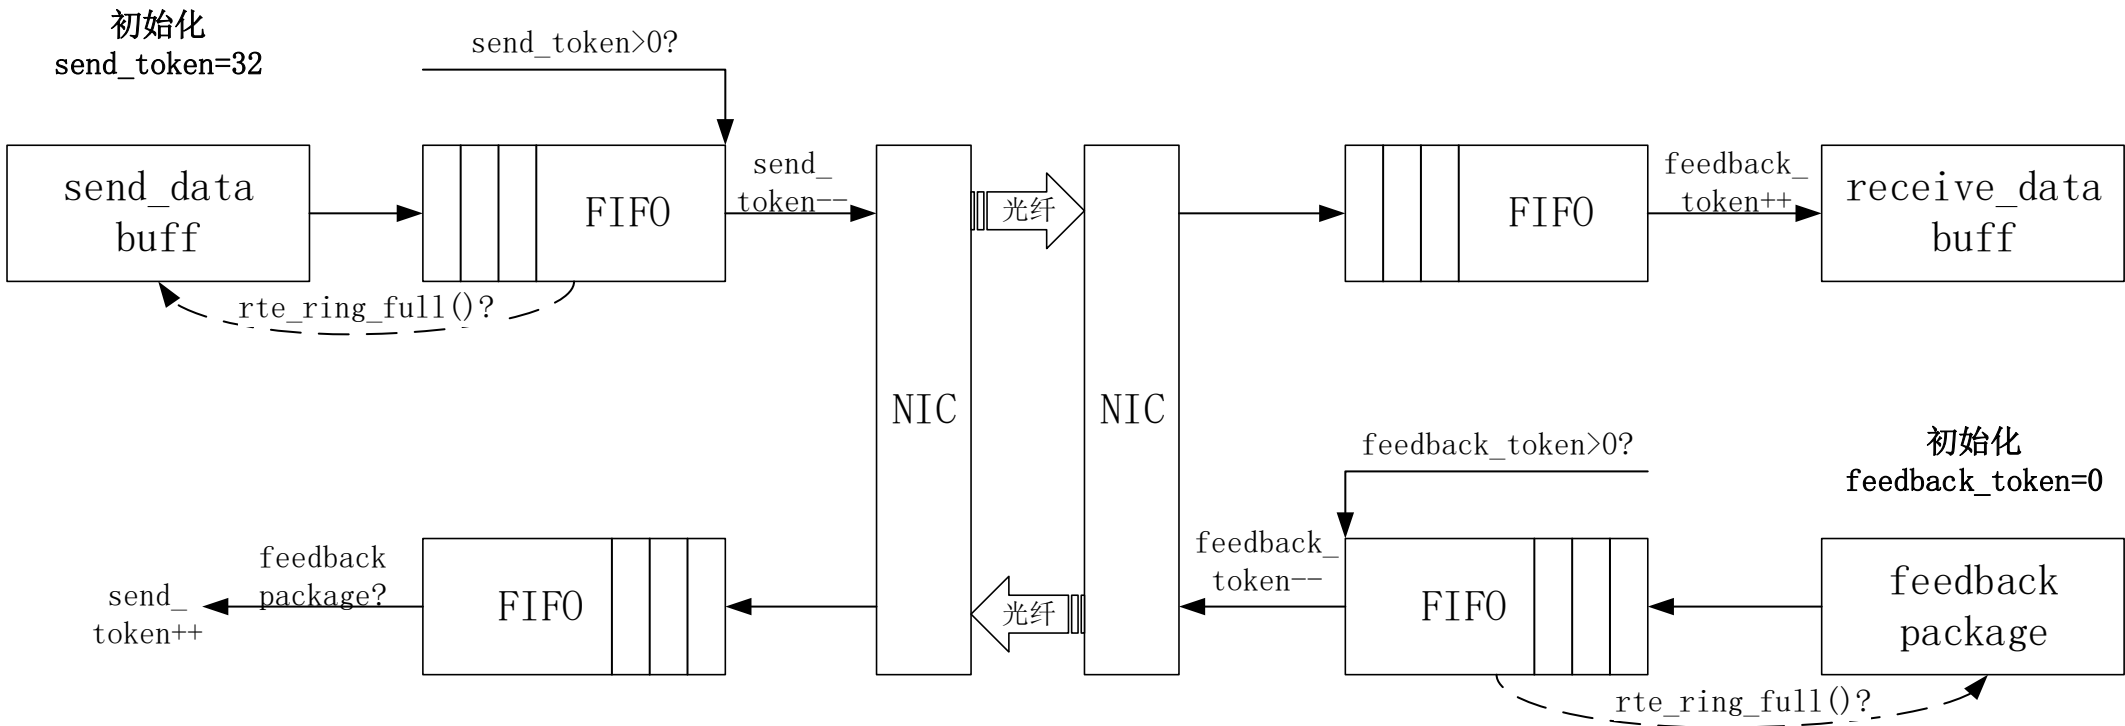 初始化
send_token=32
send_token>0?
send_data
buff
FIFO
send_
token--
rte_ring_full()?
NIC
光纤
NIC
FIFO
feedback_
token++
receive_data
buff
feedback_token>0?
初始化
feedback_token=0
send_
token++
feedback
package?
FIFO
光纤
feedback_
token--
FIFO
feedback
package
rte_ring_full()?